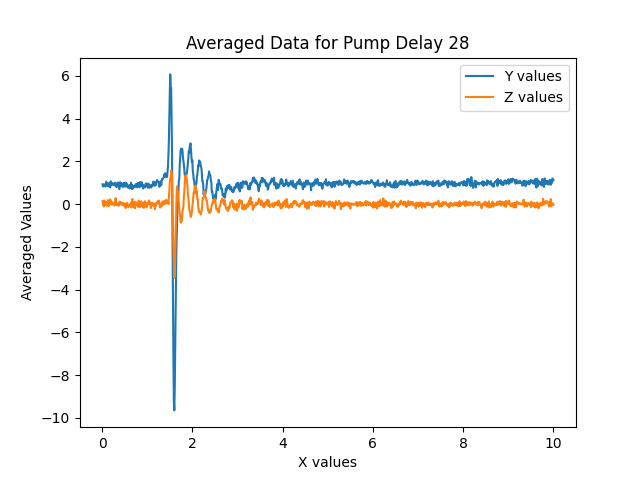 Averaged Data for Pump Delay 28
Y values
Z values
6
4
2
0
−2
−4
−6
−8
−10
Averaged Values
0 2 4 6 8 10
X values